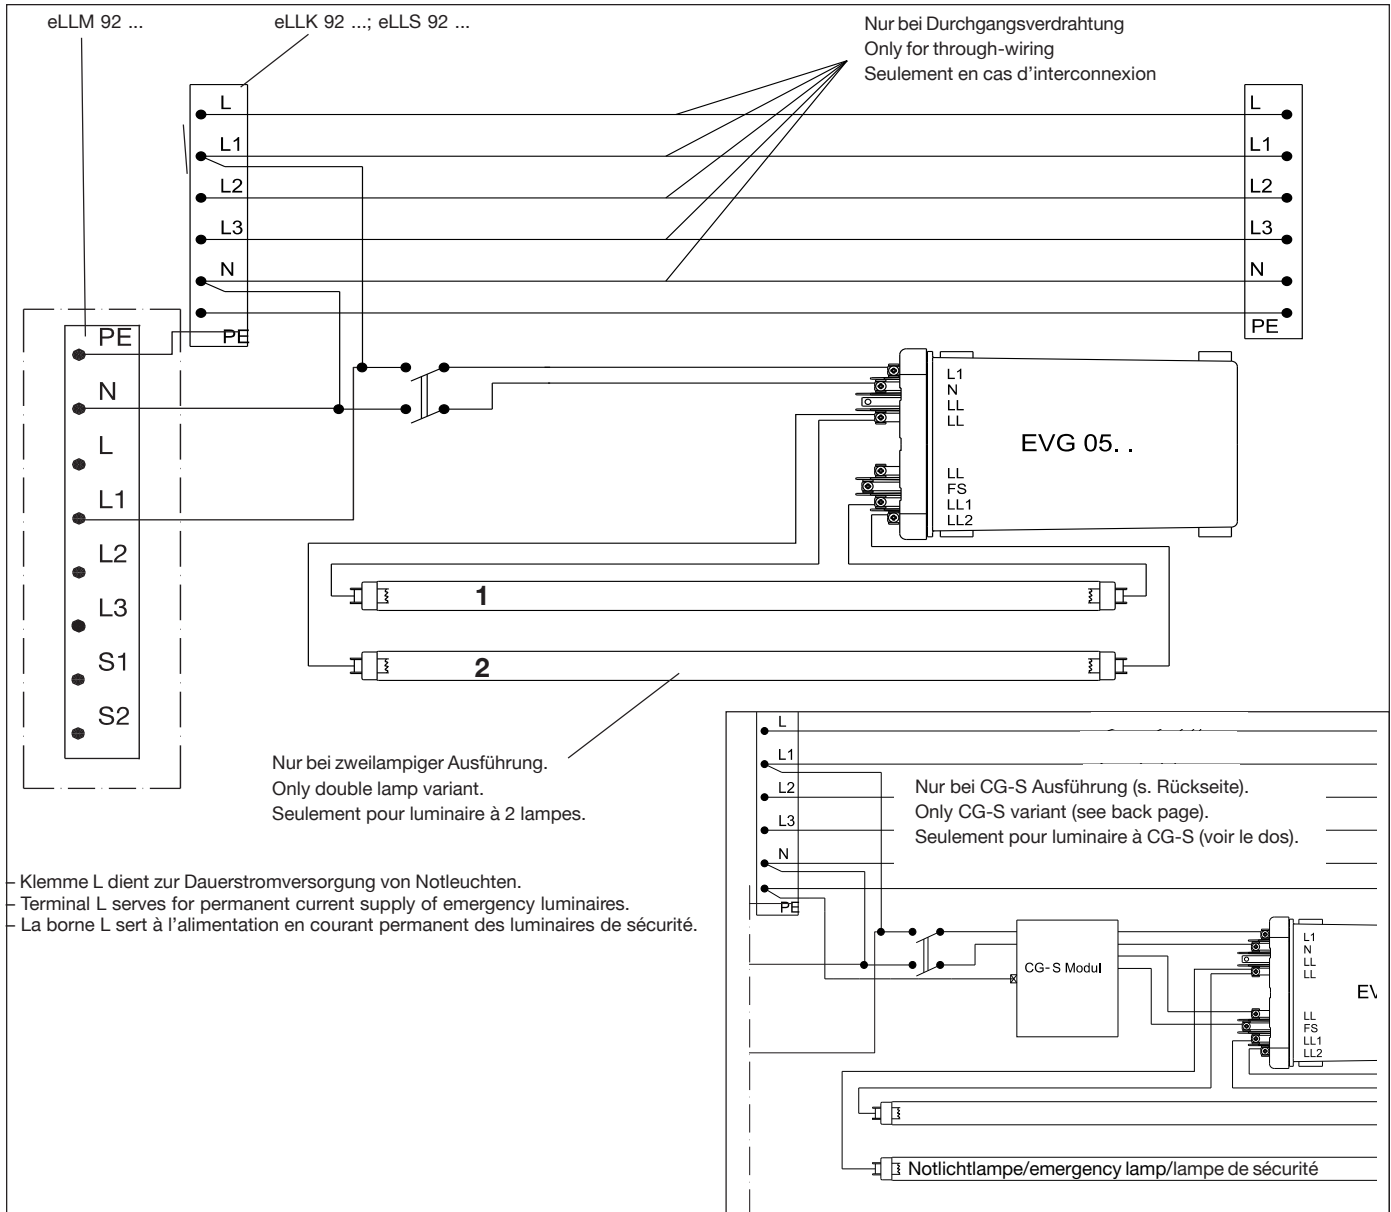 eLLM 92 ...
eLLK 92 ...; eLLS 92 ...
Nur bei Durchgangsverdrahtung
Only for through-wiring
Seulement en cas d'interconnexion
L
L1
L2
L3
N
PE
L
L1
L2
L3
N
PE
PE
N
L
L1
L2
L3
S1
S2
L1
N
LL
LL
LL
FS
LL1
LL2
EVG 05. .
1
2
Nur bei zweilampiger Ausführung.
Only double lamp variant.
Seulement pour luminaire à 2 lampes.
– Klemme L dient zur Dauerstromversorgung von Notleuchten.
– Terminal L serves for permanent current supply of emergency luminaires.
– La borne L sert à l'alimentation en courant permanent des luminaires de sécurité.
L
L1
L2
L3
N
PE
Nur bei CG-S Ausführung (s. Rückseite).
Only CG-S variant (see back page).
Seulement pour luminaire à CG-S (voir le dos).
CG-S Modul
L1
N
LL
LL
LL
FS
LL1
LL2
Notlichtlampe/emergency lamp/lampe de sécurité